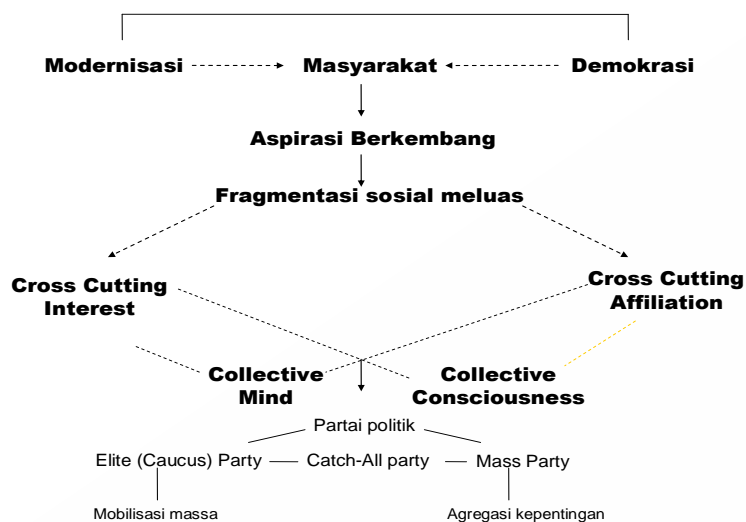 Modernisasi Masyarakat Demokrasi
Aspirasi Berkembang
Fragmentasi sosial meluas
Cross Cutting
Interest
Cross Cutting
Affiliation
Collective
Mind
Collective
Consciousness
Partai politik
Elite (Caucus) Party Catch-All party Mass Party
Mobilisasi massa Agregasi kepentingan